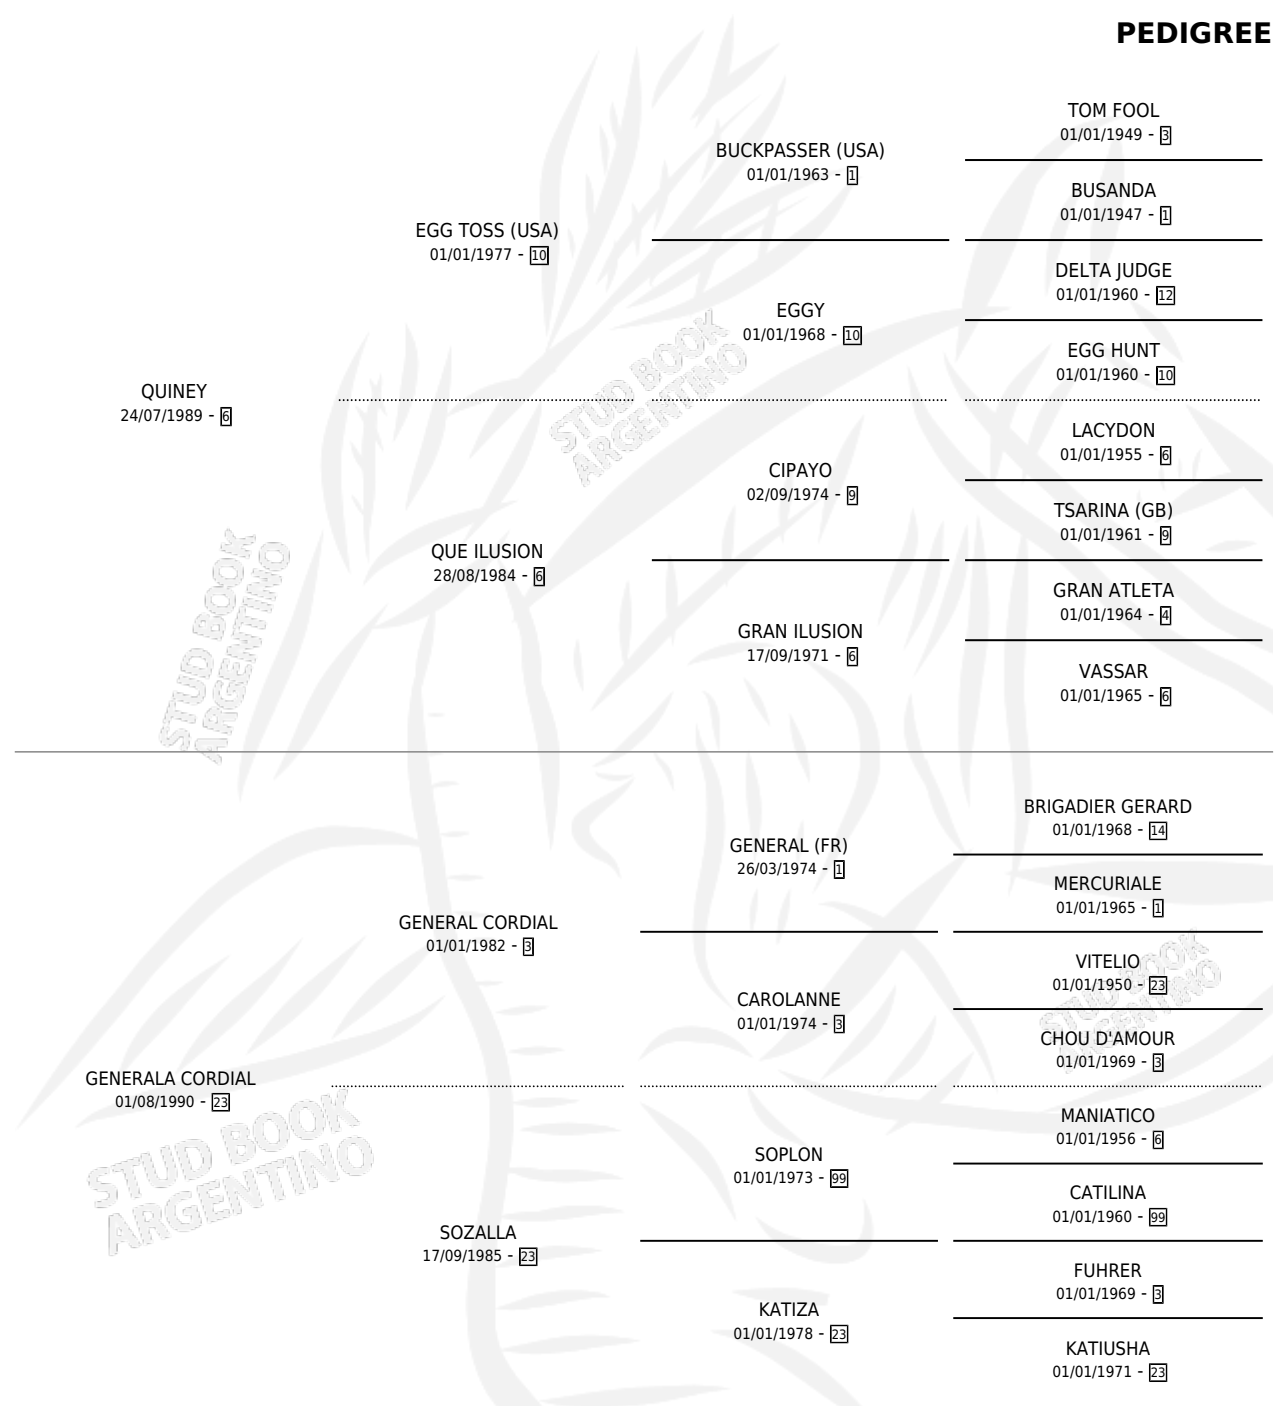 PEDIGREE
TOM FOOL
01/01/1949 - 3
BUCKPASSER (USA)
01/01/1963 - 1
BUSANDA
01/01/1947 - 1
EGG TOSS (USA)
01/01/1977 - 10
DELTA JUDGE
01/01/1960 - 12
EGGY
01/01/1968 - 10
EGG HUNT
01/01/1960 - 10
QUINEY
24/07/1989 - 6
LACYDON
01/01/1955 - 6
CIPAYO
02/09/1974 - 9
TSARINA (GB)
01/01/1961 - 9
QUE ILUSION
28/08/1984 - 6
GRAN ATLETA
01/01/1964 - 4
GRAN ILUSION
17/09/1971 - 6
VASSAR
01/01/1965 - 6
BRIGADIER GERARD
01/01/1968 - 14
GENERAL (FR)
26/03/1974 - 1
MERCURIALE
01/01/1965 - 1
GENERAL CORDIAL
01/01/1982 - 3
VITELIO
01/01/1950 - 23
CAROLANNE
01/01/1974 - 3
CHOU D'AMOUR
01/01/1969 - 3
GENERALA CORDIAL
01/08/1990 - 23
MANIATICO
01/01/1956 - 6
SOPLON
01/01/1973 - 99
CATILINA
01/01/1960 - 99
SOZALLA
17/09/1985 - 23
FUHRER
01/01/1969 - 3
KATIZA
01/01/1978 - 23
KATIUSHA
01/01/1971 - 23
STUD BOOK
ARGENTINO
STUD BOOK
ARGENTINO
STUD BOOK
ARGENTINO
STUD BOOK
ARGENTINO